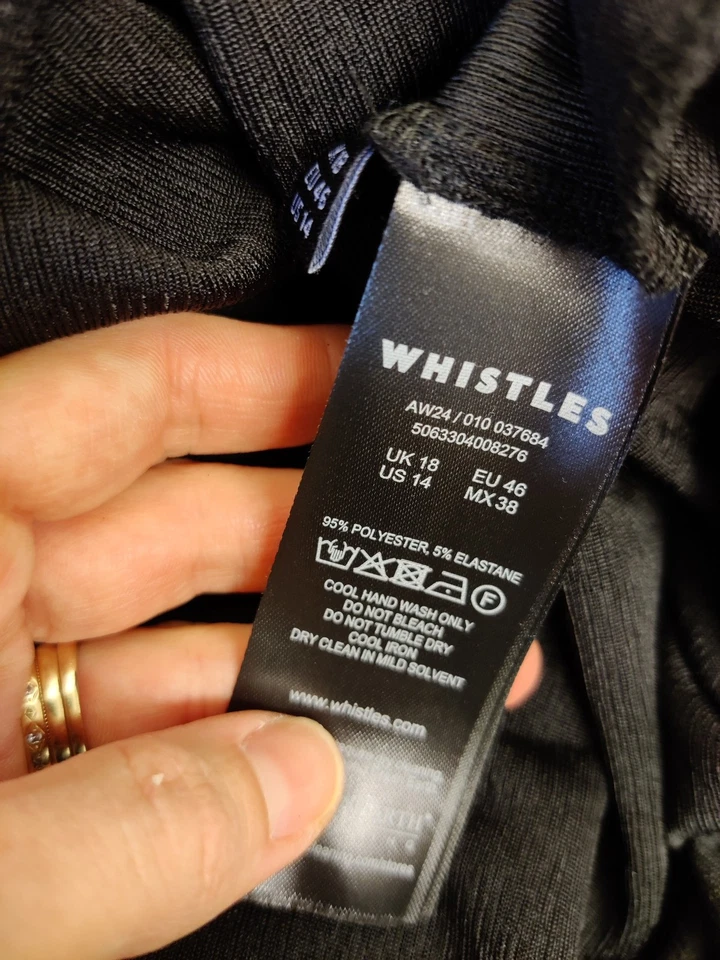 WHISTLES
AW24 / 010 037684
5063304008276
UK 18 EU 46
US 14 MX 38
95% POLYESTER, 5% ELASTANE
F
COOL HAND WASH ONLY
DO NOT BLEACH
DO NOT TUMBLE DRY
COOL IRON
DRY CLEAN IN MILD SOLVENT
www.whistles.com
US 14